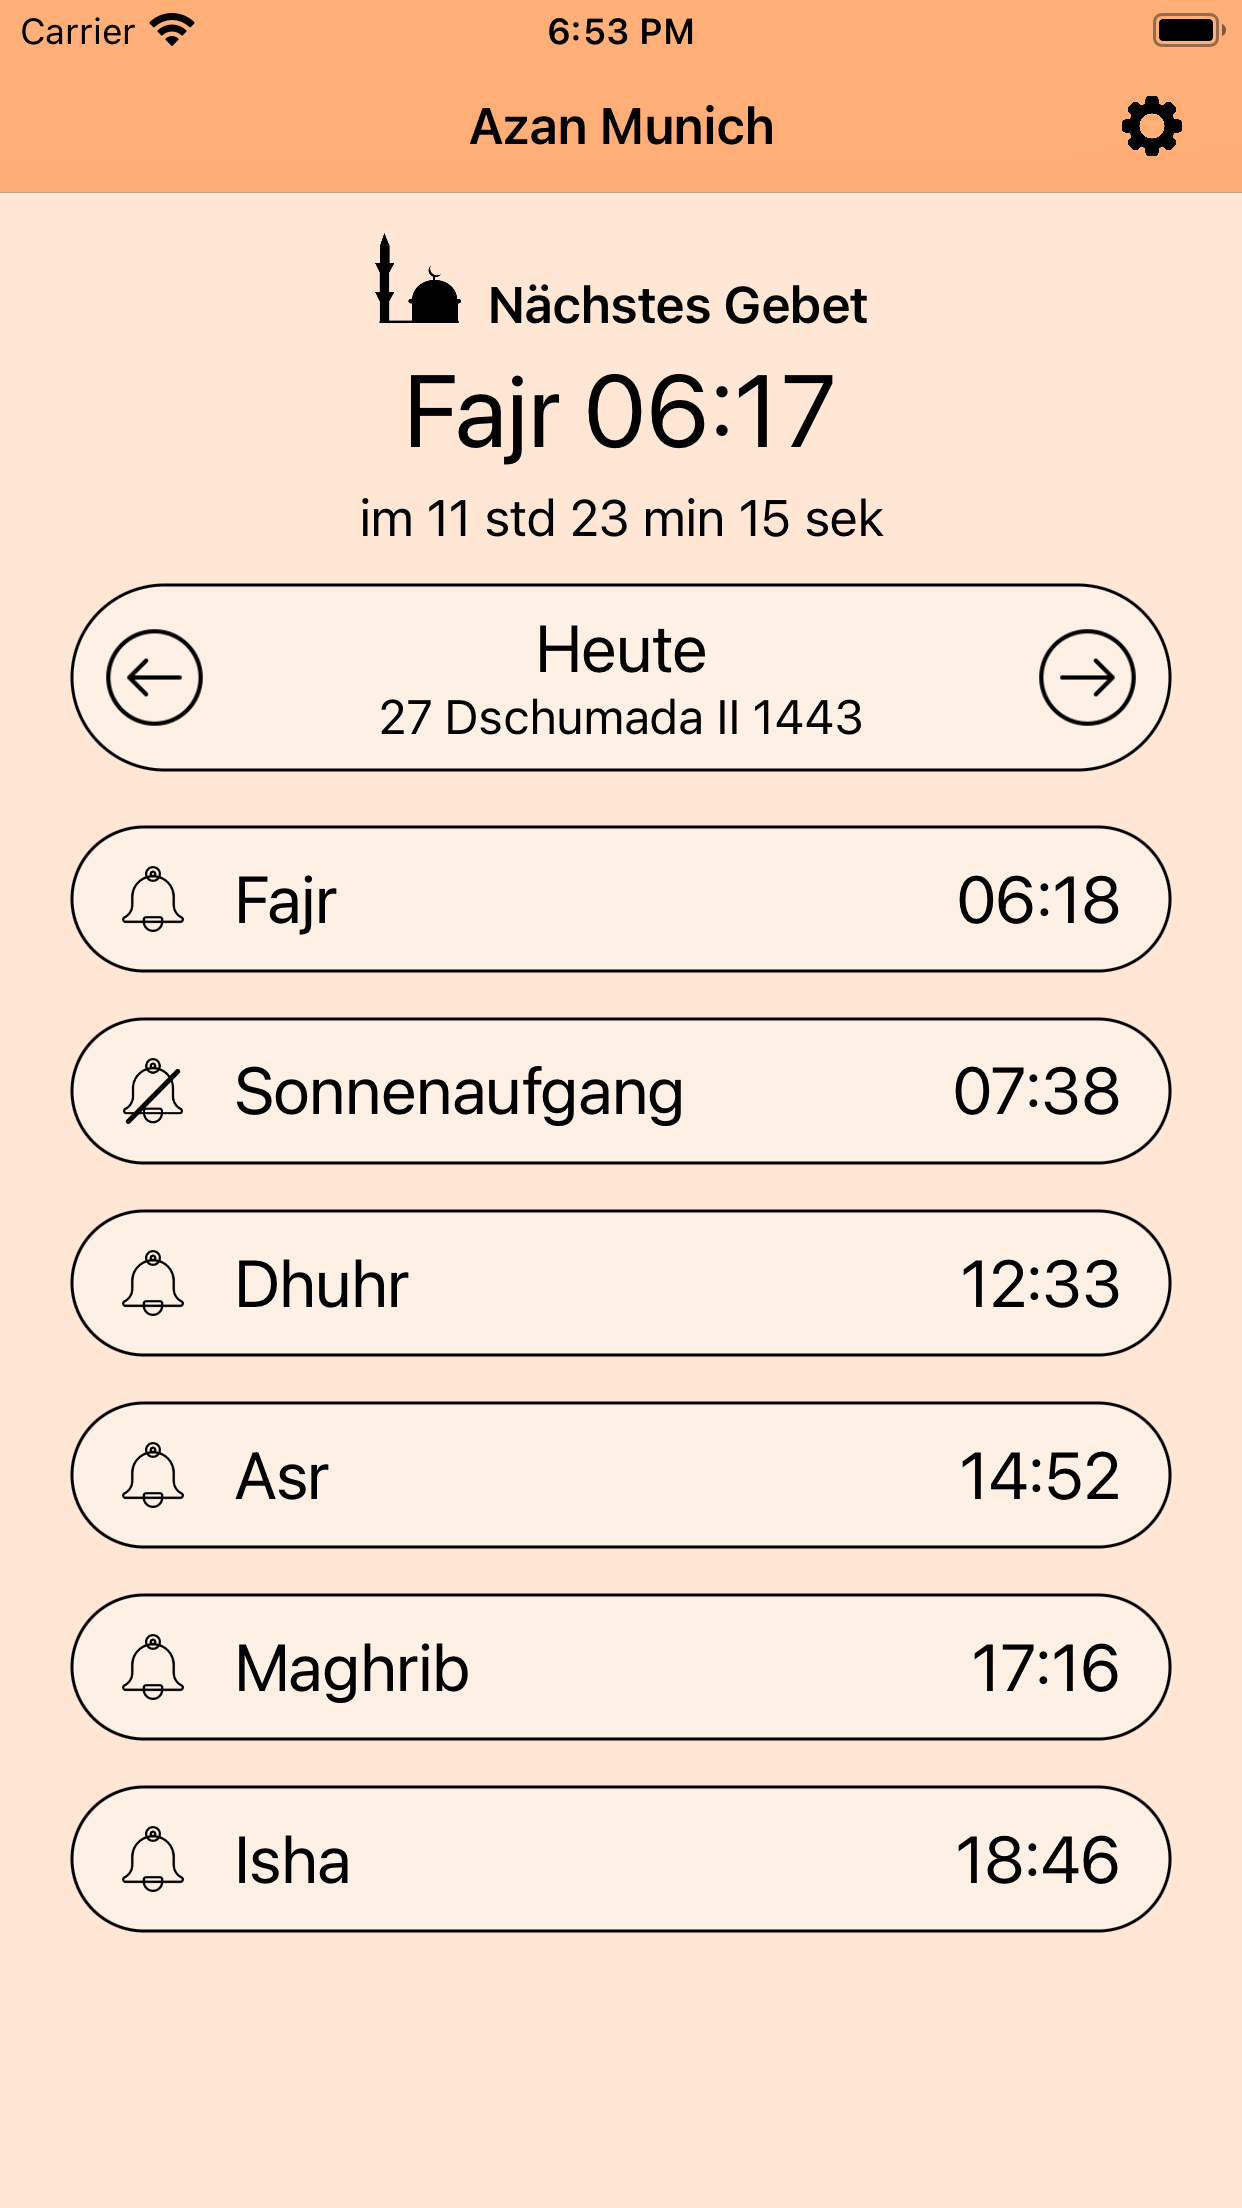 Carrier 6:53 PM
Azan Munich
Nächstes Gebet
Fajr 06:17
im 11 std 23 min 15 sek
Heute
27 Dschumada II 1443
Fajr 06:18
Sonnenaufgang 07:38
Dhuhr 12:33
Asr 14:52
Maghrib 17:16
Isha 18:46